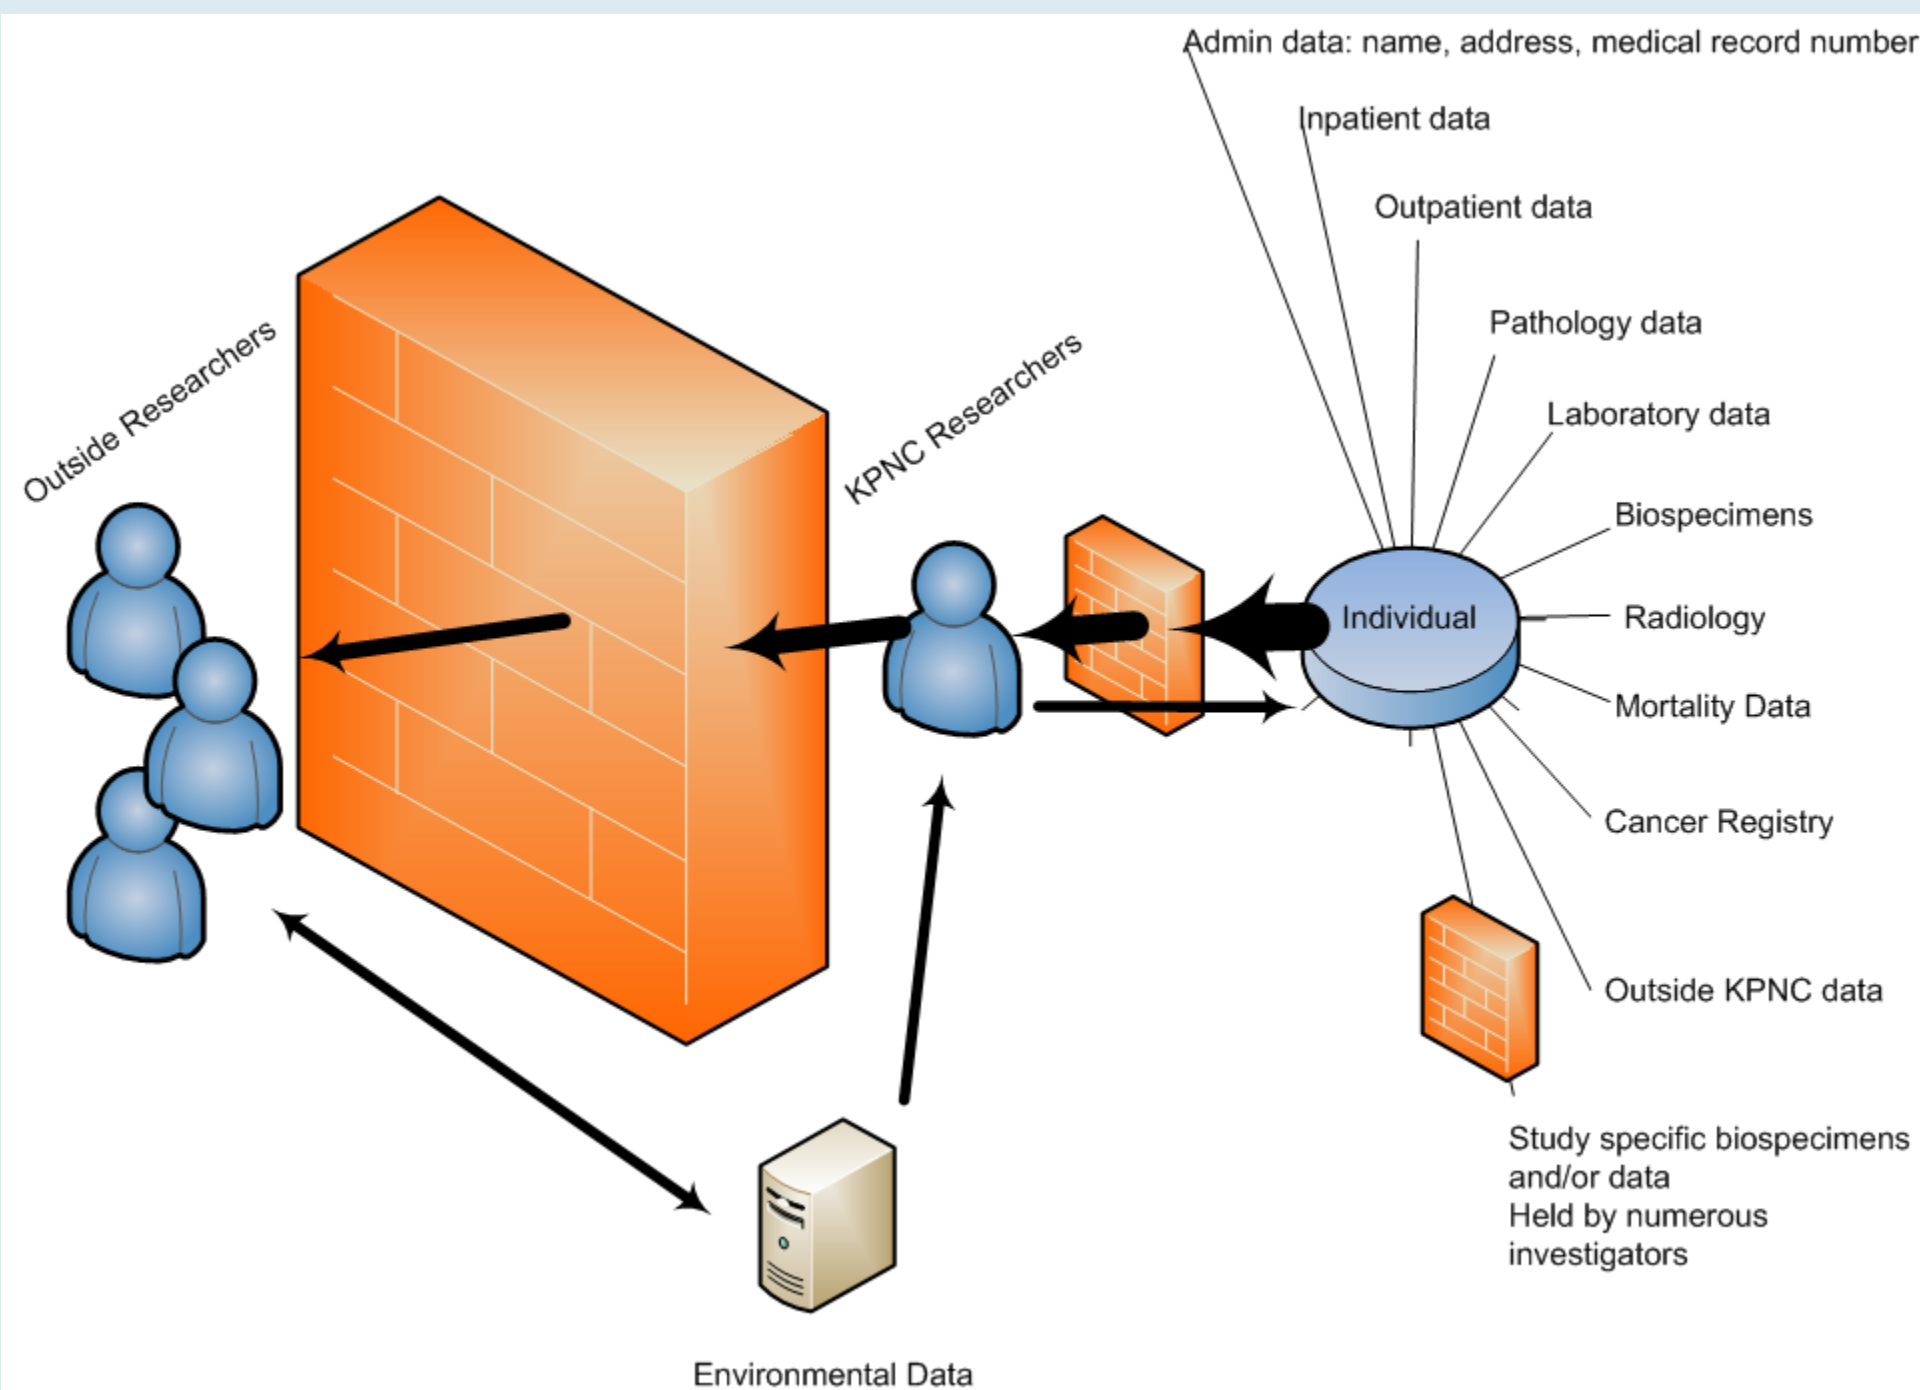 Admin data: name, address, medical record number
Inpatient data
Outpatient data
Pathology data
Laboratory data
Biospecimens
Radiology
Mortality Data
Cancer Registry
Outside KPNC data
Study specific biospecimens
and/or data
Held by numerous
investigators
Individual
KPNC Researchers
Outside Researchers
Environmental Data